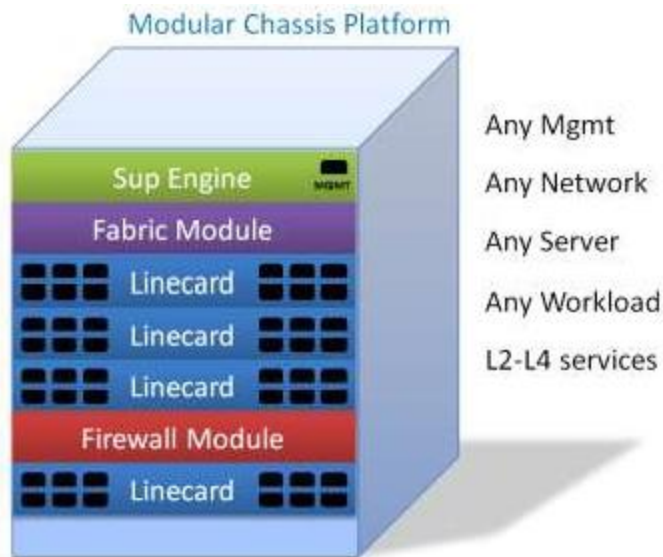 Modular Chassis Platform
Sup Engine
MGMT
Fabric Module
Linecard
Linecard
Linecard
Firewall Module
Linecard
Any Mgmt
Any Network
Any Server
Any Workload
L2-L4 services